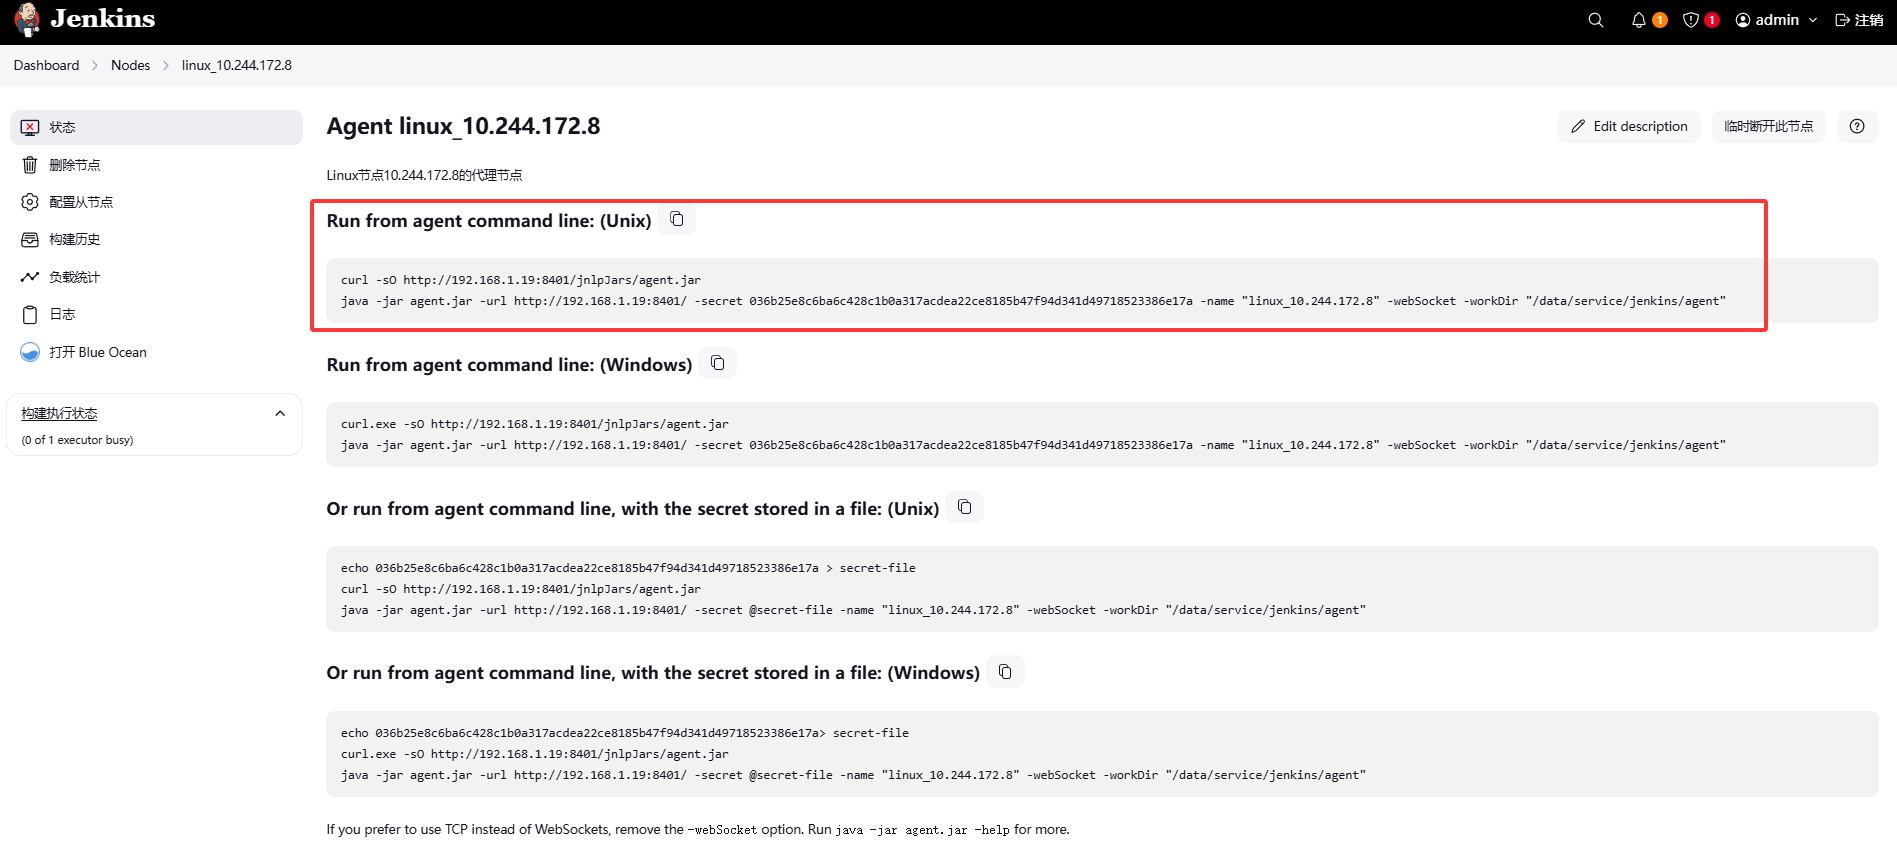 Jenkins
1
1
admin
注销
Dashboard
Nodes
linux_10.244.172.8
状态
删除节点
配置从节点
构建历史
负载统计
日志
打开 Blue Ocean
构建执行状态
(0 of 1 executor busy)
Agent linux_10.244.172.8
Edit description
临时断开此节点
Linux节点10.244.172.8的代理节点
Run from agent command line: (Unix)
curl -sO http://192.168.1.19:8401/jnlpJars/agent.jar
java -jar agent.jar -url http://192.168.1.19:8401/ -secret 036b25e8c6ba6c428c1b0a317acdea22ce8185b47f94d341d49718523386e17a -name "linux_10.244.172.8" -webSocket -workDir "/data/service/jenkins/agent"
Run from agent command line: (Windows)
curl.exe -sO http://192.168.1.19:8401/jnlpJars/agent.jar
java -jar agent.jar -url http://192.168.1.19:8401/ -secret 036b25e8c6ba6c428c1b0a317acdea22ce8185b47f94d341d49718523386e17a -name "linux_10.244.172.8" -webSocket -workDir "/data/service/jenkins/agent"
Or run from agent command line, with the secret stored in a file: (Unix)
echo 036b25e8c6ba6c428c1b0a317acdea22ce8185b47f94d341d49718523386e17a > secret-file
curl -sO http://192.168.1.19:8401/jnlpJars/agent.jar
java -jar agent.jar -url http://192.168.1.19:8401/ -secret @secret-file -name "linux_10.244.172.8" -webSocket -workDir "/data/service/jenkins/agent"
Or run from agent command line, with the secret stored in a file: (Windows)
echo 036b25e8c6ba6c428c1b0a317acdea22ce8185b47f94d341d49718523386e17a> secret-file
curl.exe -sO http://192.168.1.19:8401/jnlpJars/agent.jar
java -jar agent.jar -url http://192.168.1.19:8401/ -secret @secret-file -name "linux_10.244.172.8" -webSocket -workDir "/data/service/jenkins/agent"
If you prefer to use TCP instead of WebSockets, remove the -webSocket option. Run java -jar agent.jar -help for more.